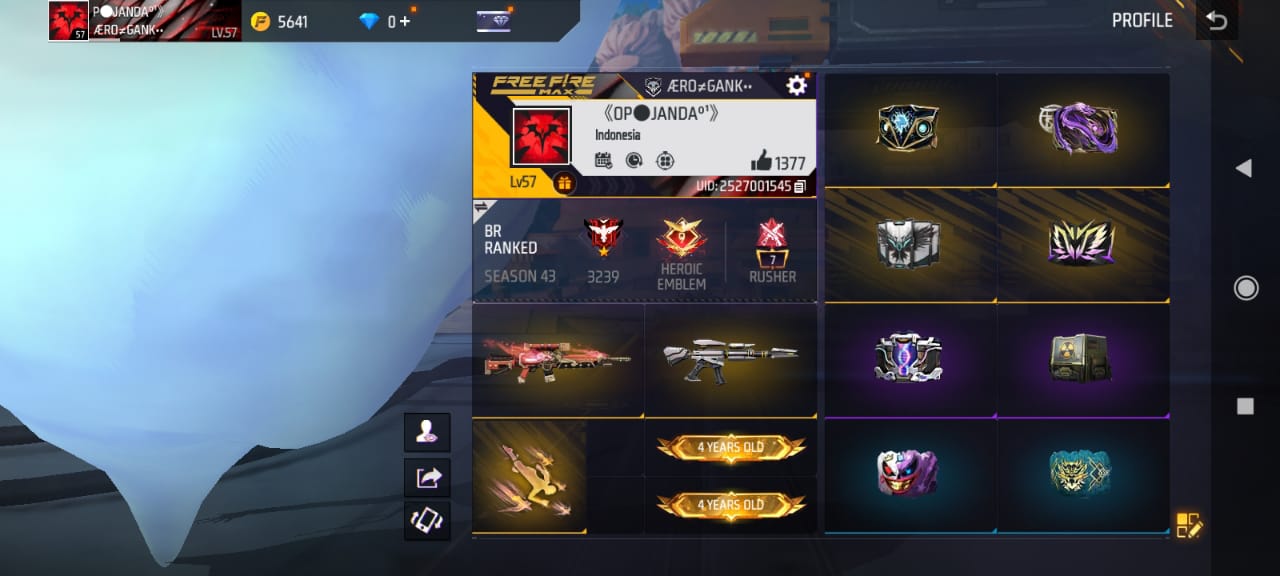 P●JANDA⁰¹》
ÆRO≠GANK••
57
LV.57
5641
0 +
PROFILE
FREE FIRE
MAX
ÆRO≠GANK••
《OP●JANDA⁰¹》
Indonesia
1377
Lv57
UID:2527001545
BR
RANKED
SEASON 43
3239
9
HEROIC
EMBLEM
7
RUSHER
4 YEARS OLD
4 YEARS OLD